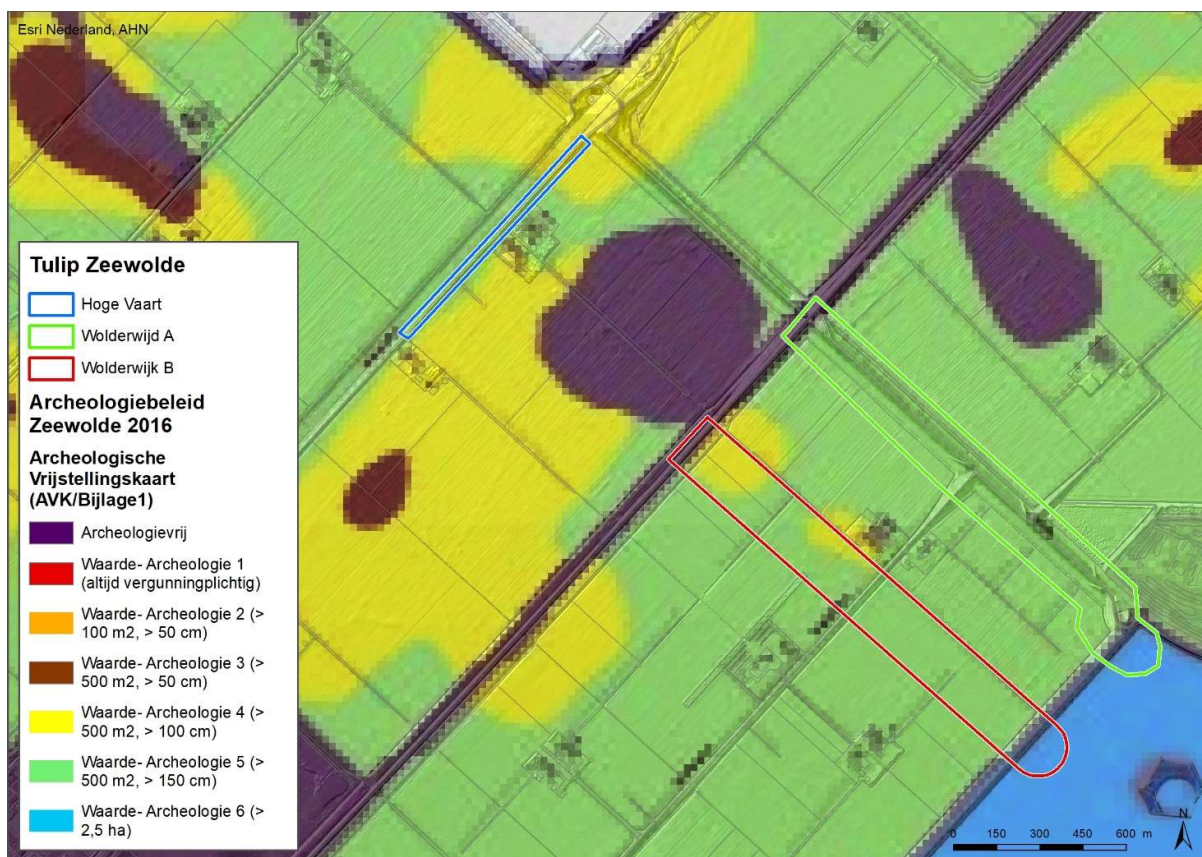 Esri Nederland, AHN
Tulip Zeewolde
Hoge Vaart
Wolderwijd A
Wolderwijk B
Archeologiebeleid
Zeewolde 2016
Archeologische
Vrijstellingskaart
(AVK/Bijlage1)
Archeologievrij
Waarde- Archeologie 1
(altijd vergunningplichtig)
Waarde- Archeologie 2 (>
100 m2, > 50 cm)
Waarde- Archeologie 3 (>
500 m2, > 50 cm)
Waarde- Archeologie 4 (>
500 m2, > 100 cm)
Waarde- Archeologie 5 (>
500 m2, > 150 cm)
Waarde- Archeologie 6 (>
2,5 ha)
N
0 150 300 450 600 m